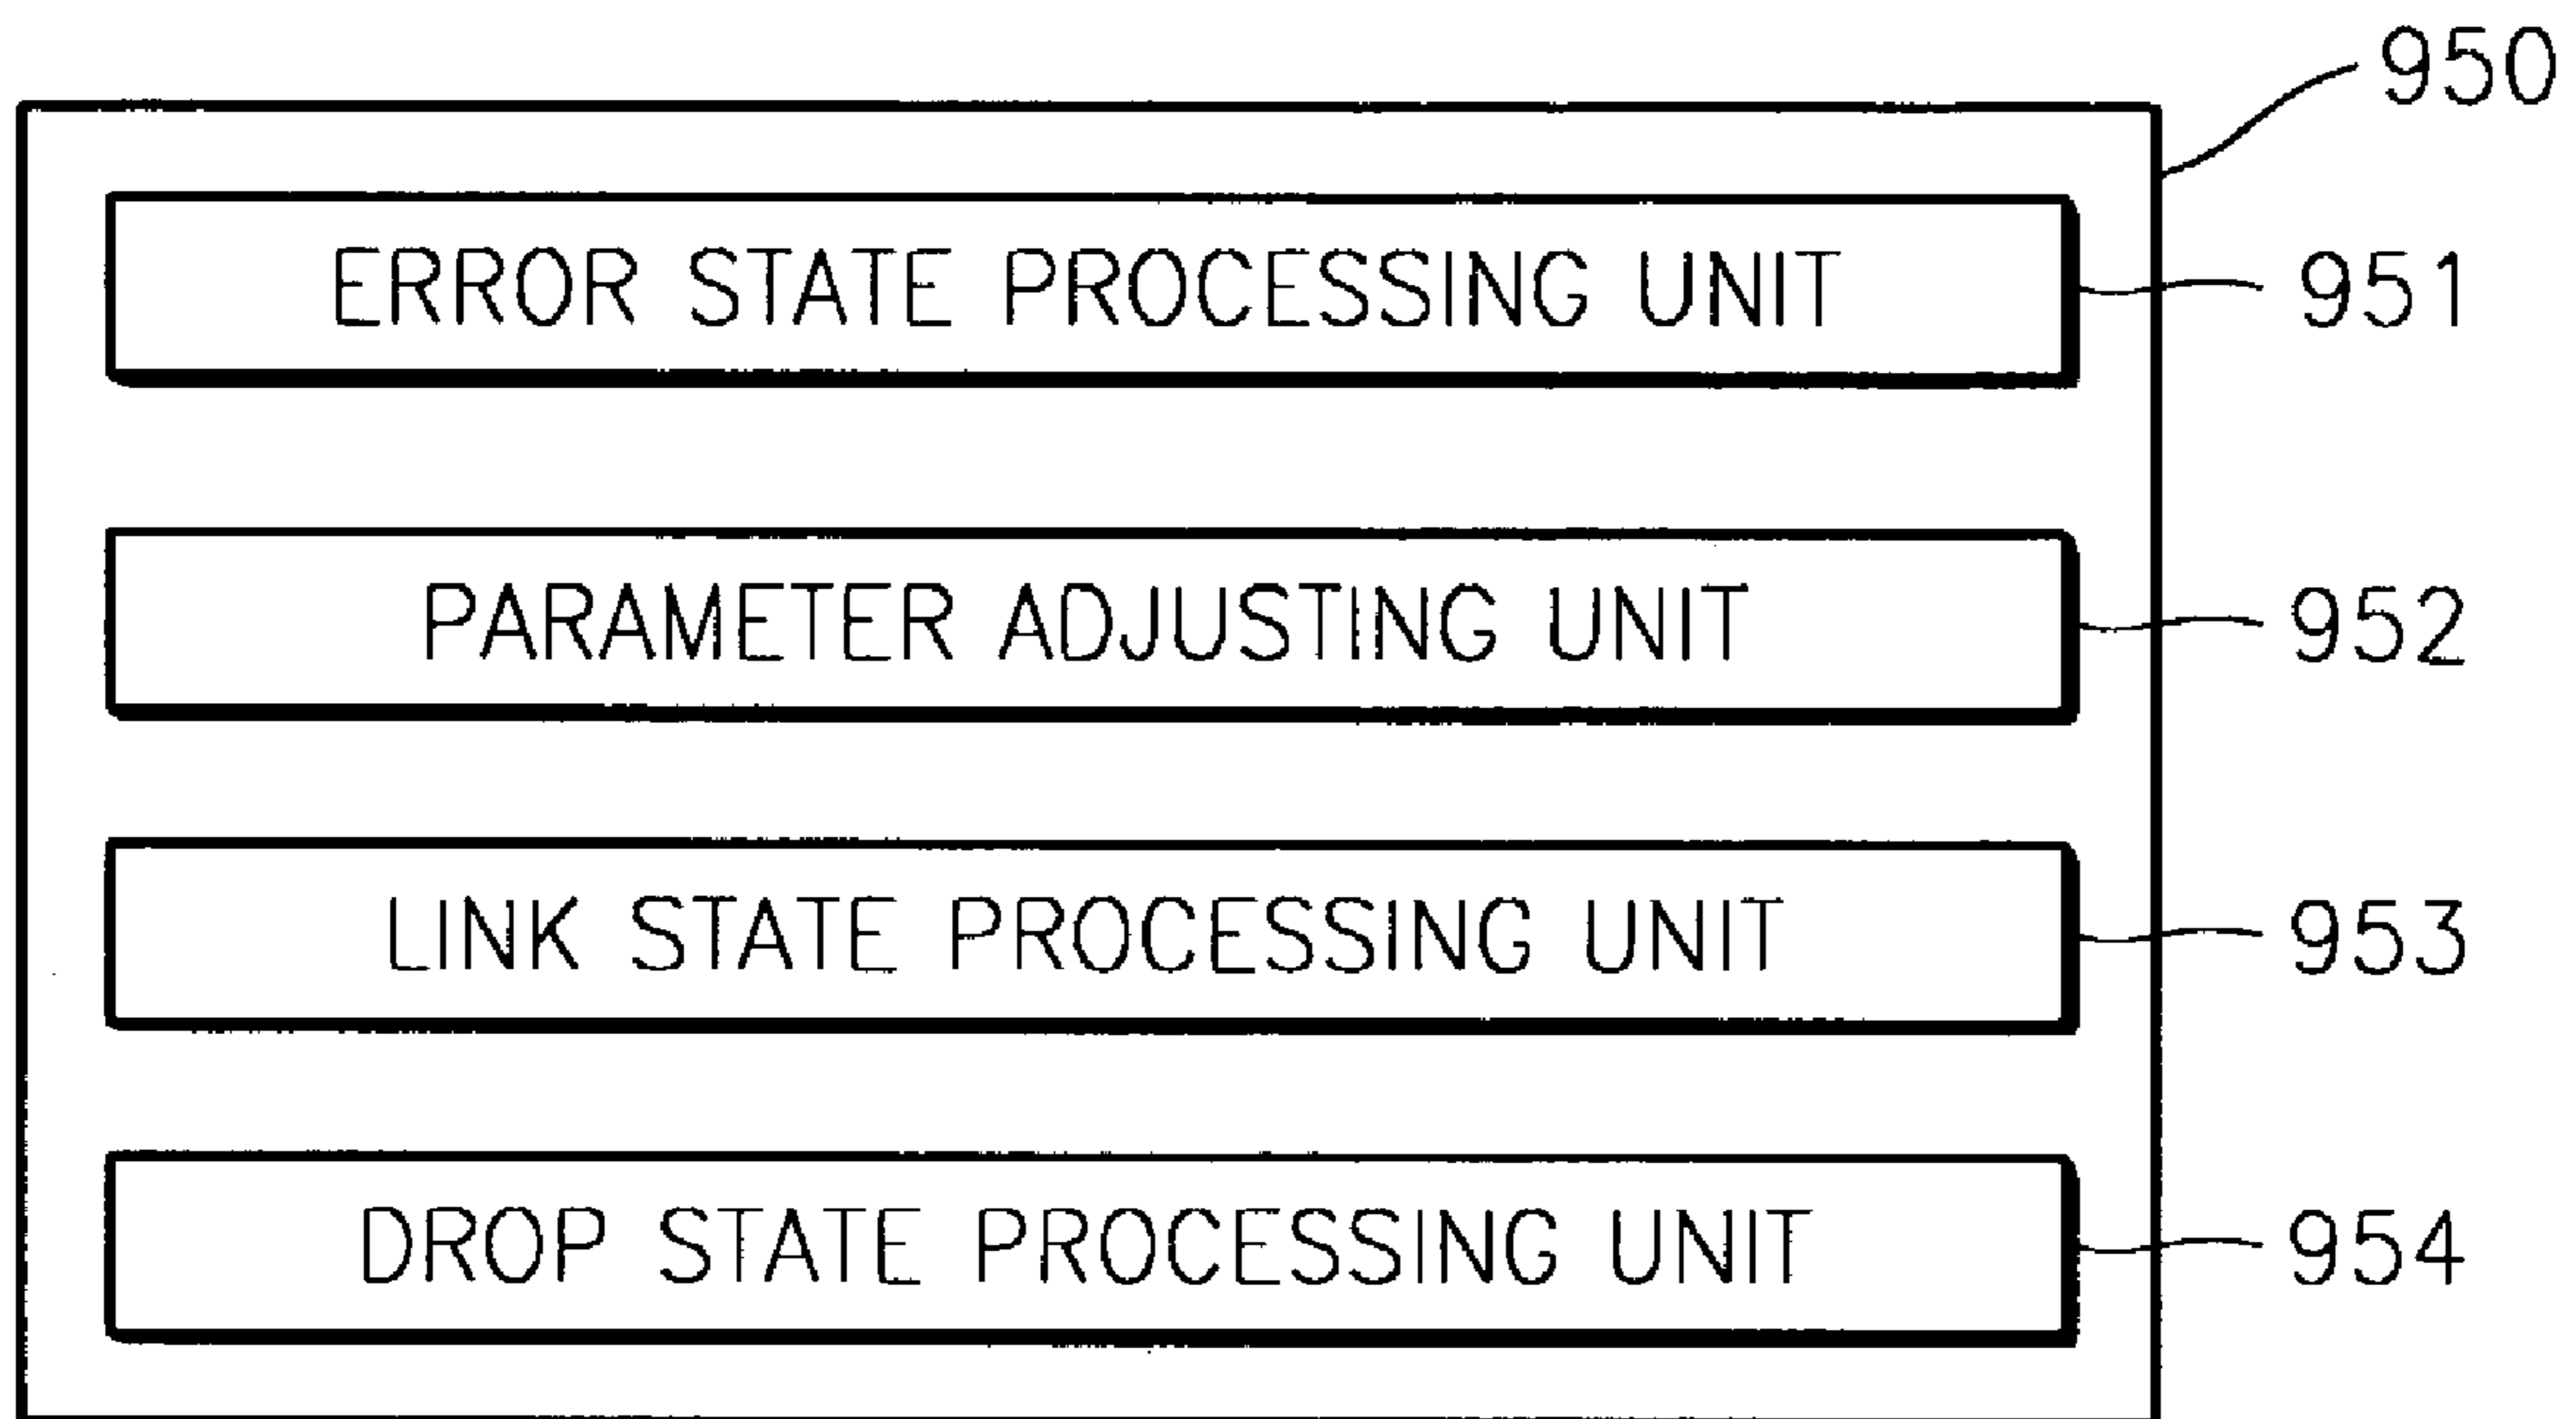 950
ERROR STATE PROCESSING UNIT 951
PARAMETER ADJUSTING UNIT 952
LINK STATE PROCESSING UNIT 953
DROP STATE PROCESSING UNIT 954